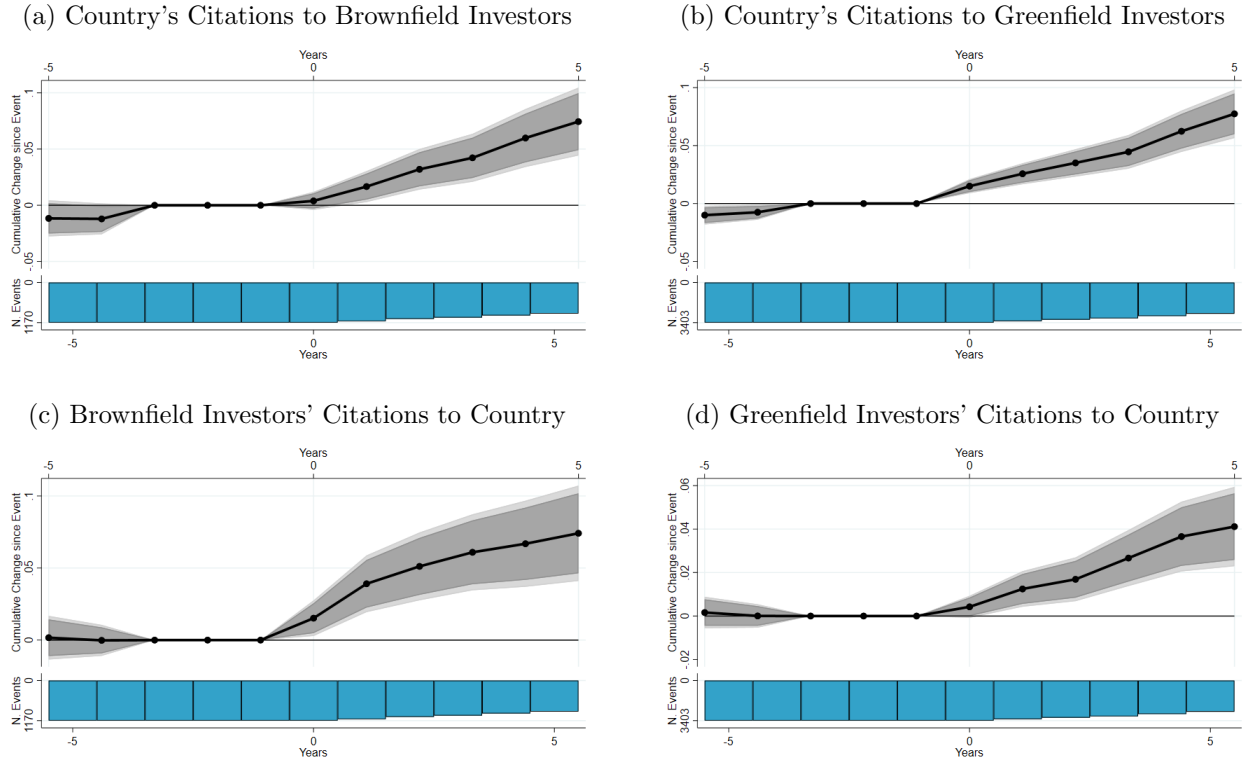 (a) Country's Citations to Brownfield Investors
Years
-5 0 5
Cumulative Change since Event
.1
.05
0
-.05
N. Events
0
1170
-5 0 5
Years
(b) Country's Citations to Greenfield Investors
Years
-5 0 5
Cumulative Change since Event
.1
.05
0
-.05
N. Events
0
3403
-5 0 5
Years
(c) Brownfield Investors' Citations to Country
Years
-5 0 5
Cumulative Change since Event
.1
.05
0
N. Events
0
1170
-5 0 5
Years
(d) Greenfield Investors' Citations to Country
Years
-5 0 5
Cumulative Change since Event
.06
.04
.02
0
-.02
N. Events
0
3403
-5 0 5
Years